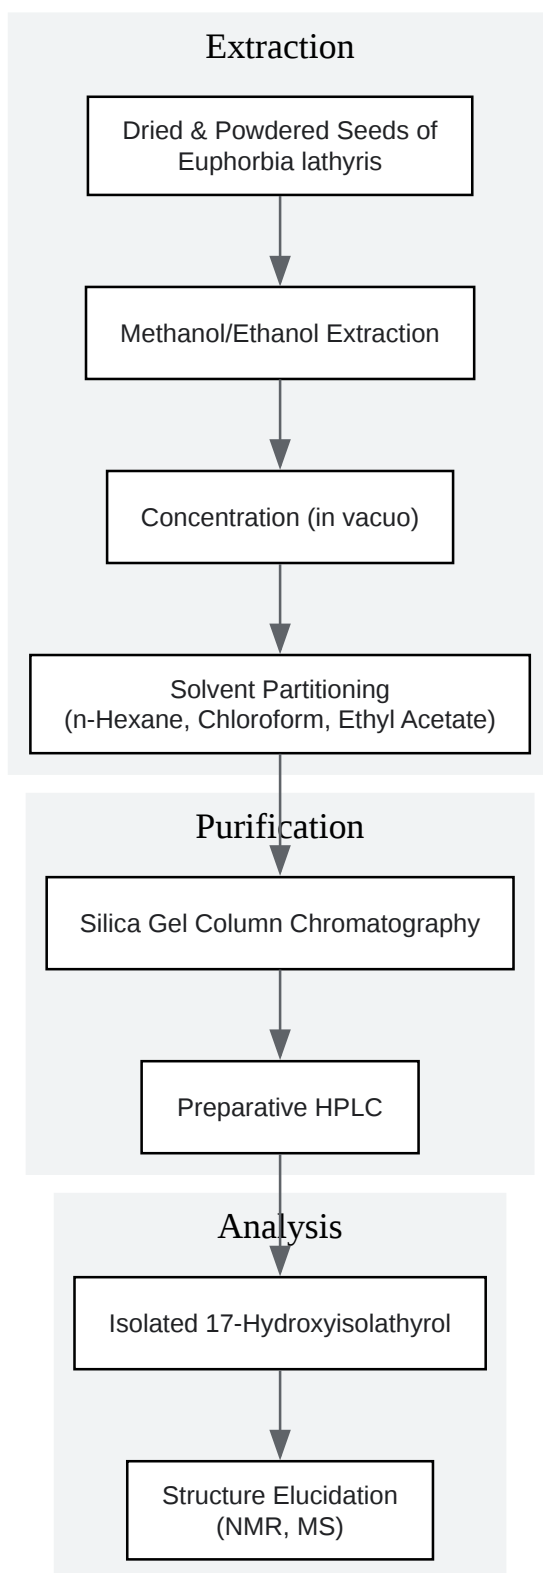 Extraction
Dried & Powdered Seeds of
Euphorbia lathyris
Methanol/Ethanol Extraction
Concentration (in vacuo)
Solvent Partitioning
(n-Hexane, Chloroform, Ethyl Acetate)
Purification
Silica Gel Column Chromatography
Preparative HPLC
Analysis
Isolated 17-Hydroxyisolathyrol
Structure Elucidation
(NMR, MS)